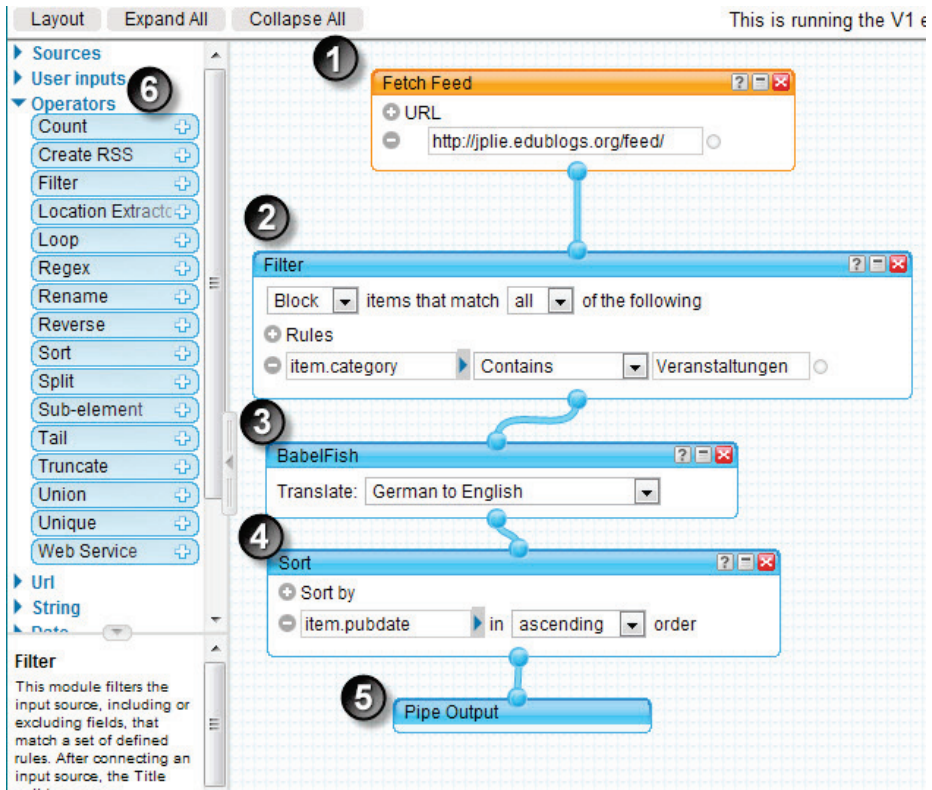 Layout Expand All Collapse All This is running the V1 e
1
Sources
User inputs
6
Operators
Count
Create RSS
Filter
Location Extractc
Loop
Regex
Rename
Reverse
Sort
Split
Sub-element
Tail
Truncate
Union
Unique
Web Service
Url
String
Date
Filter
This module filters the
input source, including or
excluding fields, that
match a set of defined
rules. After connecting an
input source, the Title
Fetch Feed
URL
http://jplie.edublogs.org/feed/
2
Filter
Block items that match all of the following
Rules
item.category Contains Veranstaltungen
3
BabelFish
Translate: German to English
4
Sort
Sort by
item.pubdate in ascending order
5
Pipe Output